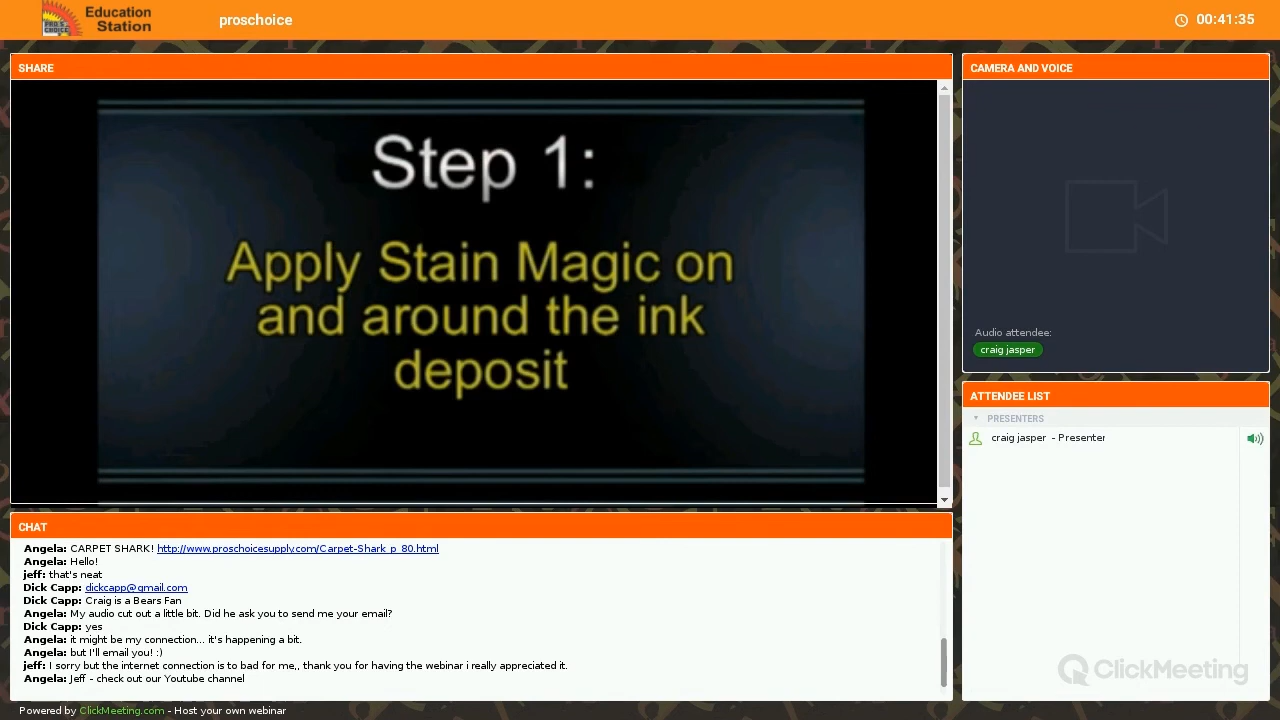 PRO'S
CHOICE
Education
Station
proschoice
00:41:35
SHARE
Step 1:
Apply Stain Magic on
and around the ink
deposit
CAMERA AND VOICE
Audio attendee:
craig jasper
ATTENDEE LIST
PRESENTERS
craig jasper - Presenter
CHAT
Angela: CARPET SHARK! http://www.proschoicesupply.com/Carpet-Shark_p_80.html
Angela: Hello!
jeff: that's neat
Dick Capp: dickcapp@gmail.com
Dick Capp: Craig is a Bears Fan
Angela: My audio cut out a little bit. Did he ask you to send me your email?
Dick Capp: yes
Angela: it might be my connection... it's happening a bit.
Angela: but I'll email you! :)
jeff: I sorry but the internet connection is to bad for me,, thank you for having the webinar i really appreciated it.
Angela: Jeff - check out our Youtube channel
ClickMeeting
Powered by ClickMeeting.com - Host your own webinar